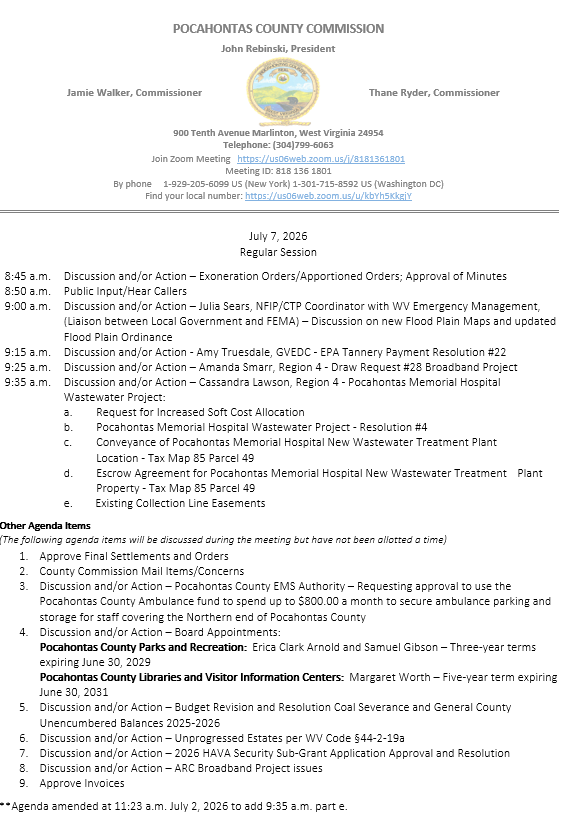 POCAHONTAS COUNTY COMMISSION
John Rebinski, President
Jamie Walker, Commissioner
Thane Ryder, Commissioner
900 Tenth Avenue Marlinton, West Virginia 24954
Telephone: (304)799-6063
Join Zoom Meeting https://us06web.zoom.us/j/8181361801
Meeting ID: 818 136 1801
By phone 1-929-205-6099 US (New York) 1-301-715-8592 US (Washington DC)
Find your local number: https://us06web.zoom.us/u/kbYh5KkgjY
July 7, 2026
Regular Session
8:45 a.m. Discussion and/or Action – Exoneration Orders/Apportioned Orders; Approval of Minutes
8:50 a.m. Public Input/Hear Callers
9:00 a.m. Discussion and/or Action – Julia Sears, NFIP/CTP Coordinator with WV Emergency Management,
(Liaison between Local Government and FEMA) – Discussion on new Flood Plain Maps and updated
Flood Plain Ordinance
9:15 a.m. Discussion and/or Action - Amy Truesdale, GVEDC - EPA Tannery Payment Resolution #22
9:25 a.m. Discussion and/or Action – Amanda Smarr, Region 4 - Draw Request #28 Broadband Project
9:35 a.m. Discussion and/or Action – Cassandra Lawson, Region 4 - Pocahontas Memorial Hospital
Wastewater Project:
a. Request for Increased Soft Cost Allocation
b. Pocahontas Memorial Hospital Wastewater Project - Resolution #4
c. Conveyance of Pocahontas Memorial Hospital New Wastewater Treatment Plant
Location - Tax Map 85 Parcel 49
d. Escrow Agreement for Pocahontas Memorial Hospital New Wastewater Treatment Plant
Property - Tax Map 85 Parcel 49
e. Existing Collection Line Easements
Other Agenda Items
(The following agenda items will be discussed during the meeting but have not been allotted a time)
1. Approve Final Settlements and Orders
2. County Commission Mail Items/Concerns
3. Discussion and/or Action – Pocahontas County EMS Authority – Requesting approval to use the
Pocahontas County Ambulance fund to spend up to $800.00 a month to secure ambulance parking and
storage for staff covering the Northern end of Pocahontas County
4. Discussion and/or Action – Board Appointments:
Pocahontas County Parks and Recreation: Erica Clark Arnold and Samuel Gibson – Three-year terms
expiring June 30, 2029
Pocahontas County Libraries and Visitor Information Centers: Margaret Worth – Five-year term expiring
June 30, 2031
5. Discussion and/or Action – Budget Revision and Resolution Coal Severance and General County
Unencumbered Balances 2025-2026
6. Discussion and/or Action – Unprogressed Estates per WV Code §44-2-19a
7. Discussion and/or Action – 2026 HAVA Security Sub-Grant Application Approval and Resolution
8. Discussion and/or Action – ARC Broadband Project issues
9. Approve Invoices
**Agenda amended at 11:23 a.m. July 2, 2026 to add 9:35 a.m. part e.